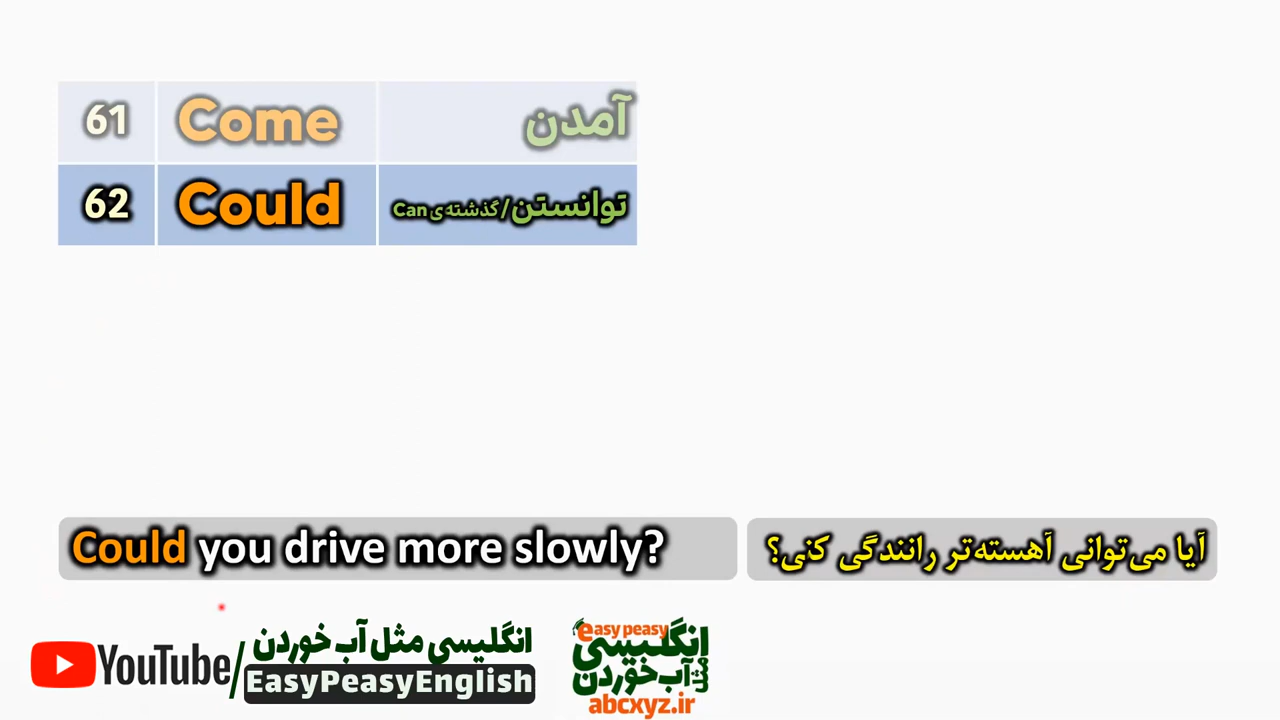 61 Come آمدن
62 Could توانستن/گذشته‌ی Can
Could you drive more slowly?
آیا می‌توانی آهسته‌تر رانندگی کنی؟
YouTube/انگلیسی مثل آب خوردن
EasyPeasyEnglish
easy peasy
انگلیسی
مثل
آب خوردن
abcxyz.ir